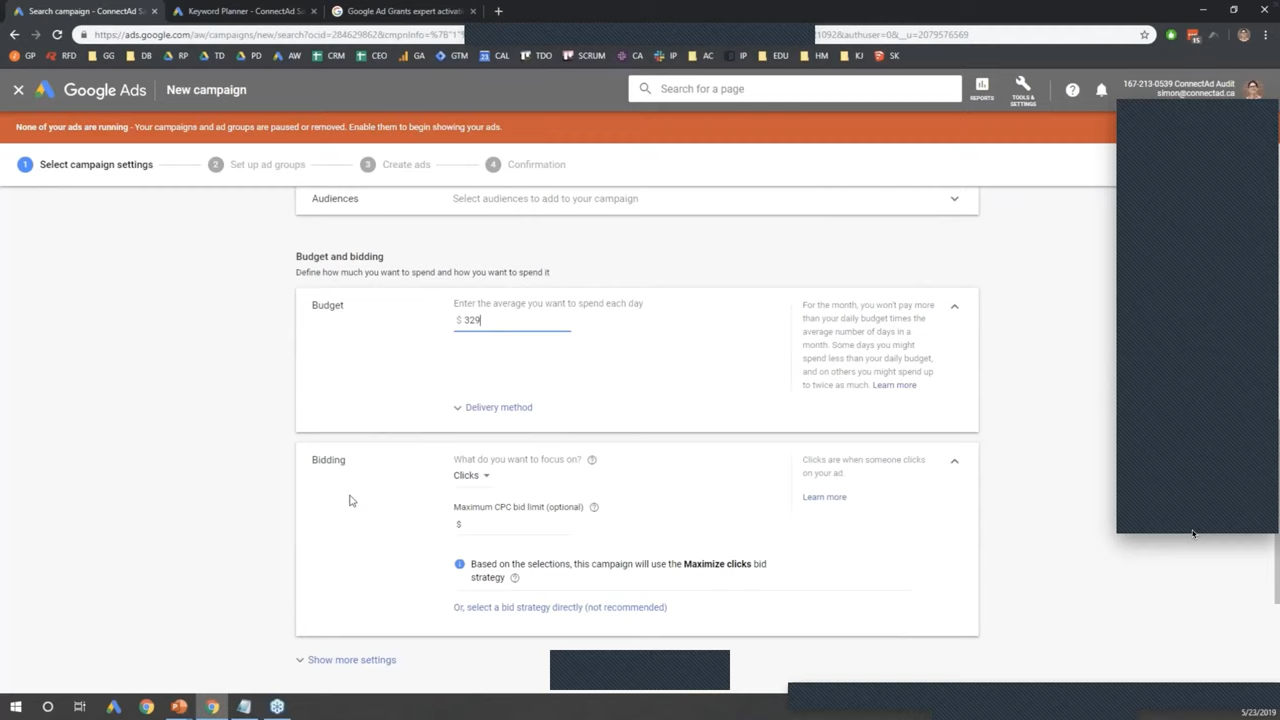 Search campaign - ConnectAd Sa
Keyword Planner - ConnectAd Sa
Google Ad Grants expert activate
https://ads.google.com/aw/campaigns/new/search?ocid=284629862&cmpnInfo=%7B"1"
1092&authuser=0&__u=2079576569
GP RFD GG DB RP TD PD AW CRM CEO GA GTM CAL TDO SCRUM CA IP AC IP EDU HM KJ SK
Google Ads New campaign
Search for a page
REPORTS
TOOLS & SETTINGS
167-213-0539 ConnectAd Audit
simon@connectad.ca
None of your ads are running - Your campaigns and ad groups are paused or removed. Enable them to begin showing your ads.
1 Select campaign settings 2 Set up ad groups 3 Create ads 4 Confirmation
Audiences Select audiences to add to your campaign
Budget and bidding
Define how much you want to spend and how you want to spend it
Budget
Enter the average you want to spend each day
$ 329
Delivery method
For the month, you won't pay more
than your daily budget times the
average number of days in a
month. Some days you might
spend less than your daily budget,
and on others you might spend up
to twice as much. Learn more
Bidding
What do you want to focus on?
Clicks
Maximum CPC bid limit (optional)
$
Based on the selections, this campaign will use the Maximize clicks bid
strategy
Or, select a bid strategy directly (not recommended)
Clicks are when someone clicks
on your ad.
Learn more
Show more settings
5/23/2019